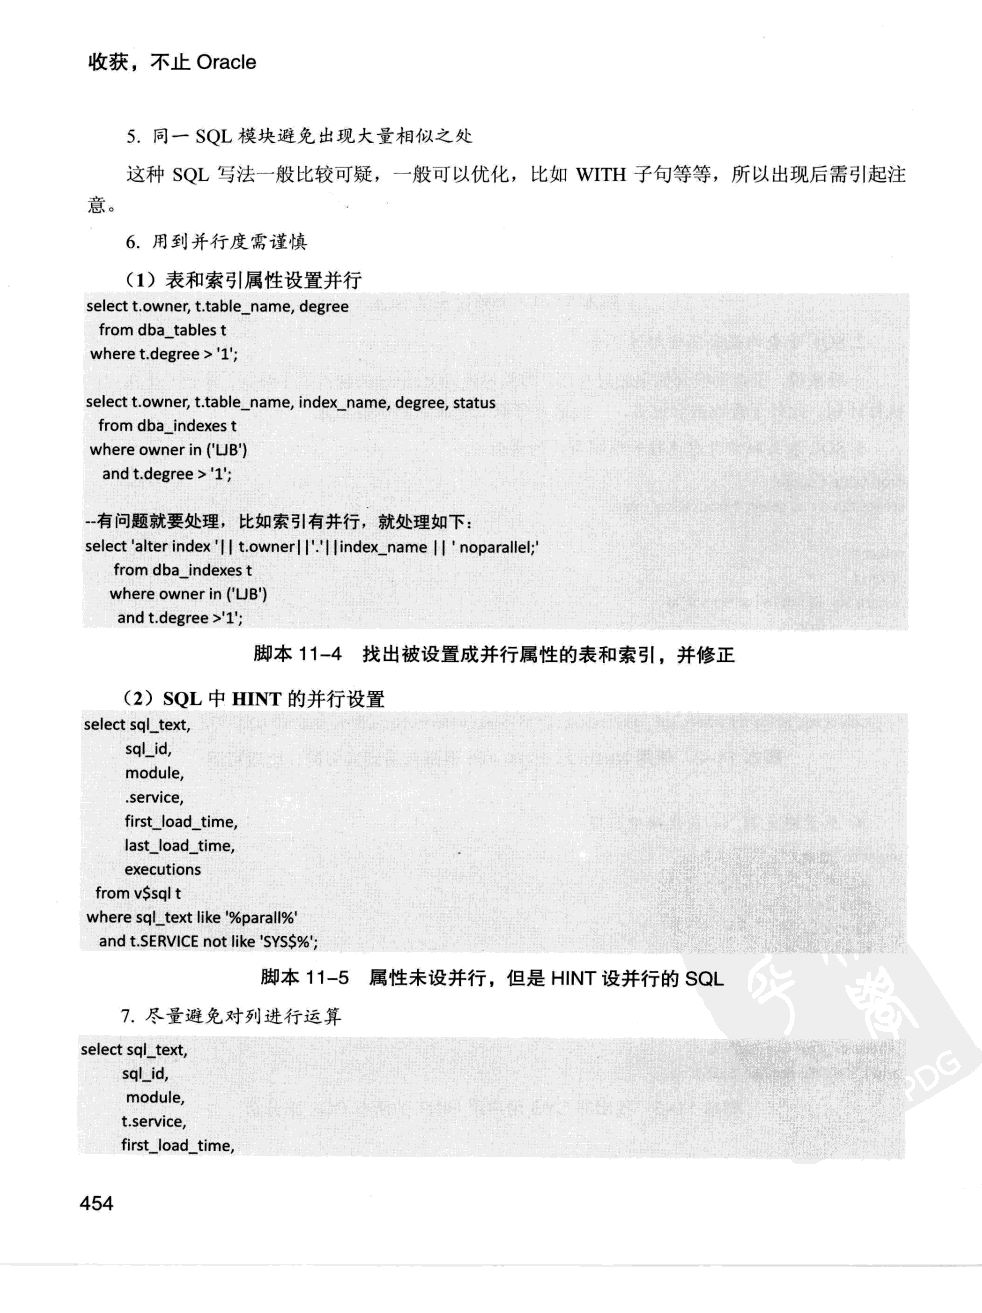 收获，不止 Oracle
5. 同一 SQL 模块避免出现大量相似之处
这种 SQL 写法一般比较可疑，一般可以优化，比如 WITH 子句等等，所以出现后需引起注
意。
6. 用到并行度需谨慎
（1）表和索引属性设置并行
select t.owner, t.table_name, degree
from dba_tables t
where t.degree > '1';
select t.owner, t.table_name, index_name, degree, status
from dba_indexes t
where owner in ('LJB')
and t.degree > '1';
--有问题就要处理，比如索引有并行，就处理如下：
select 'alter index '|| t.owner||'.'||index_name || ' noparallel;'
from dba_indexes t
where owner in ('LJB')
and t.degree >'1';
脚本 11-4 找出被设置成并行属性的表和索引，并修正
（2）SQL 中 HINT 的并行设置
select sql_text,
sql_id,
module,
.service,
first_load_time,
last_load_time,
executions
from v$sql t
where sql_text like '%parall%'
and t.SERVICE not like 'SYS$%';
脚本 11-5 属性未设并行，但是 HINT 设并行的 SQL
7. 尽量避免对列进行运算
select sql_text,
sql_id,
module,
t.service,
first_load_time,
PDG
454